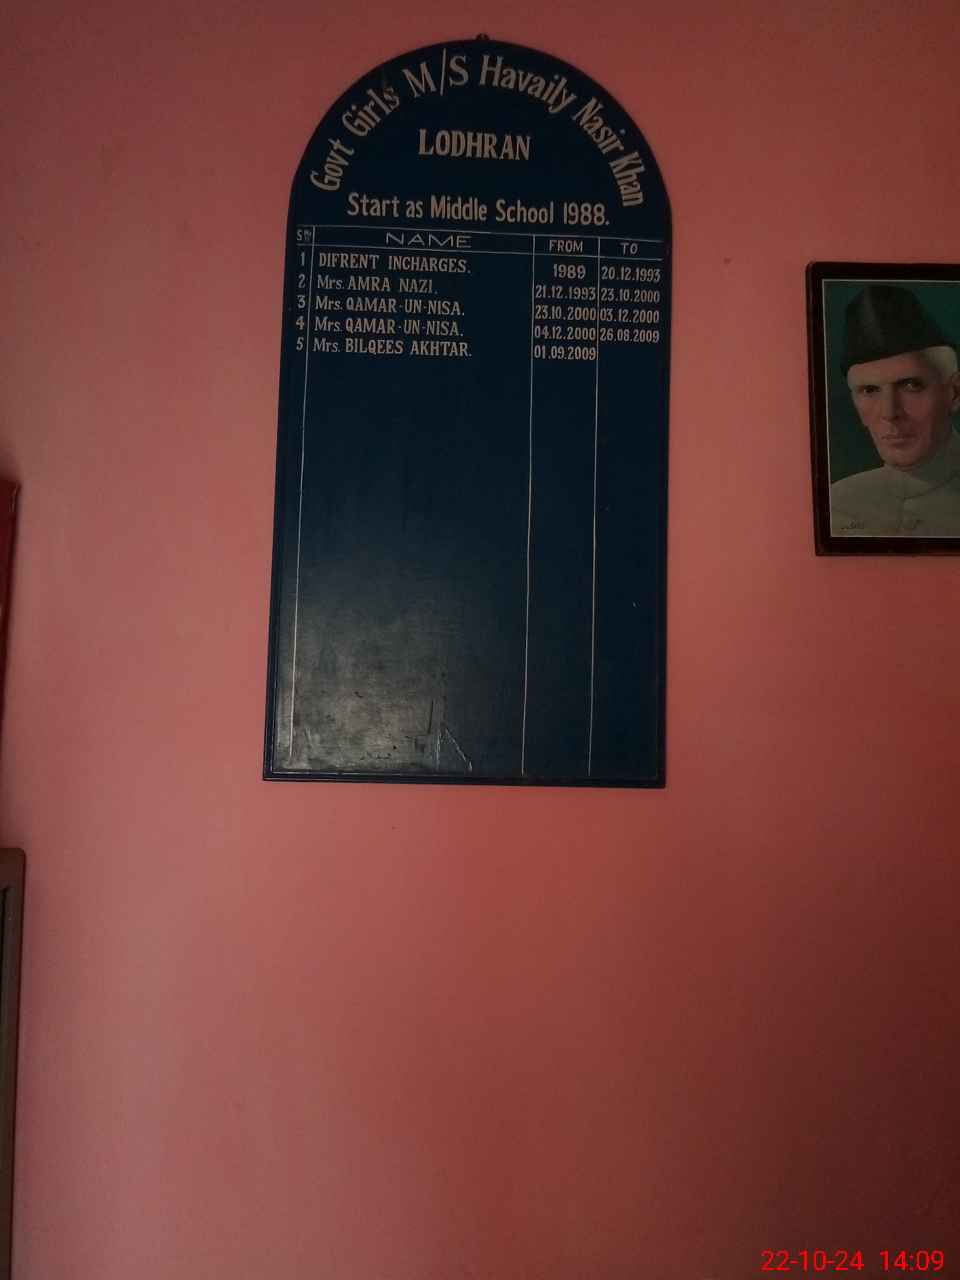 Govt Girls M/S Havaily Nasir Khan
LODHRAN
Start as Middle School 1988.
Sr NAME FROM TO
1 DIFRENT INCHARGES. 1989 20.12.1993
2 Mrs. AMRA NAZI. 21.12.1993 23.10.2000
3 Mrs. QAMAR-UN-NISA. 23.10.2000 03.12.2000
4 Mrs. QAMAR-UN-NISA. 04.12.2000 26.08.2009
5 Mrs. BILQEES AKHTAR. 01.09.2009
22-10-24 14:09